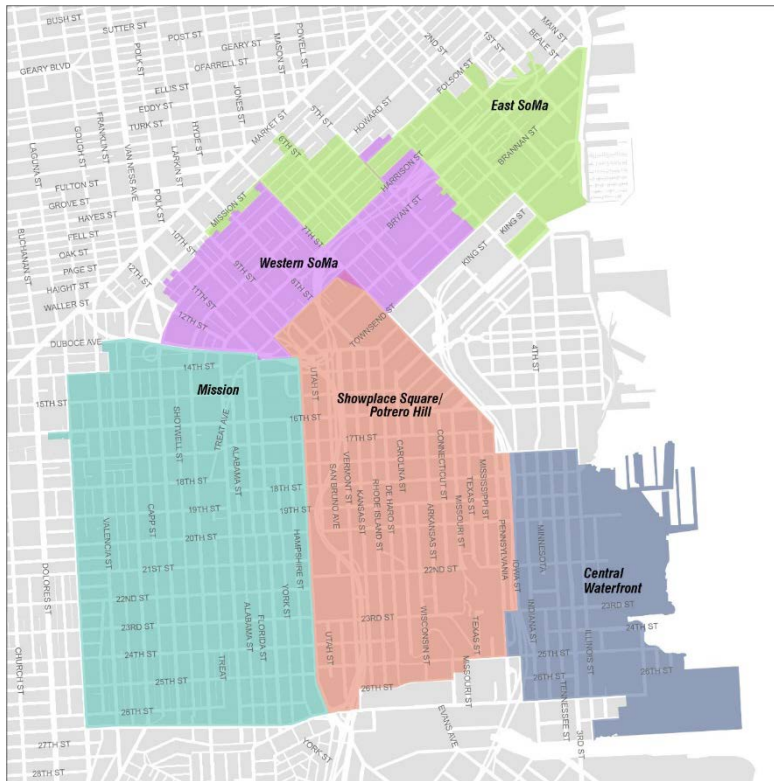 BUSH ST
SUTTER ST
POST ST
GEARY ST
MASON ST
POWELL ST
MAIN ST
BEALE ST
1ST ST
2ND ST
FOLSOM ST
GEARY BLVD
POLK ST
OFARRELL ST
ELLIS ST
EDDY ST
TURK ST
JONES ST
5TH ST
HOWARD ST
MARKET ST
6TH ST
East SoMa
BRANNAN ST
LAGUNA ST
GOUGH ST
FRANKLIN ST
VAN NESS AVE
HYDE ST
LARKIN ST
POLK ST
FULTON ST
GROVE ST
HAYES ST
FELL ST
OAK ST
PAGE ST
HAIGHT ST
WALLER ST
BUCHANAN ST
MISSION ST
HARRISON ST
BRYANT ST
7TH ST
KING ST
KING ST
10TH ST
12TH ST
Western SoMa
9TH ST
8TH ST
11TH ST
12TH ST
TOWNSEND ST
DUBOCE AVE
4TH ST
14TH ST
15TH ST
Mission
UTAH ST
Showplace Square/
Potrero Hill
16TH ST
17TH ST
SHOTWELL ST
TREAT AVE
ALABAMA ST
CAROLINA ST
CONNECTICUT ST
SAN BRUNO AVE
VERMONT ST
KANSAS ST
RHODE ISLAND ST
DE HARO ST
ARKANSAS ST
MISSOURI ST
TEXAS ST
MISSISSIPPI ST
PENNSYLVANIA
18TH ST
18TH ST
19TH ST
19TH ST
20TH ST
VALENCIA ST
CAPP ST
HAMPSHIRE ST
IOWA ST
MINNESOTA
21ST ST
22ND ST
22ND ST
Central
Waterfront
DOLORES ST
YORK ST
FLORIDA ST
ALABAMA ST
23RD ST
23RD ST
23RD ST
24TH ST
24TH ST
INDIANA ST
ILLINOIS ST
WISCONSIN ST
TEXAS ST
UTAH ST
CHURCH ST
TREAT
25TH ST
25TH ST
MISSOURI ST
26TH ST
26TH ST
26TH ST
26TH ST
TENNESSEE ST
3RD ST
EVANS AVE
YORK ST
27TH ST
28TH ST